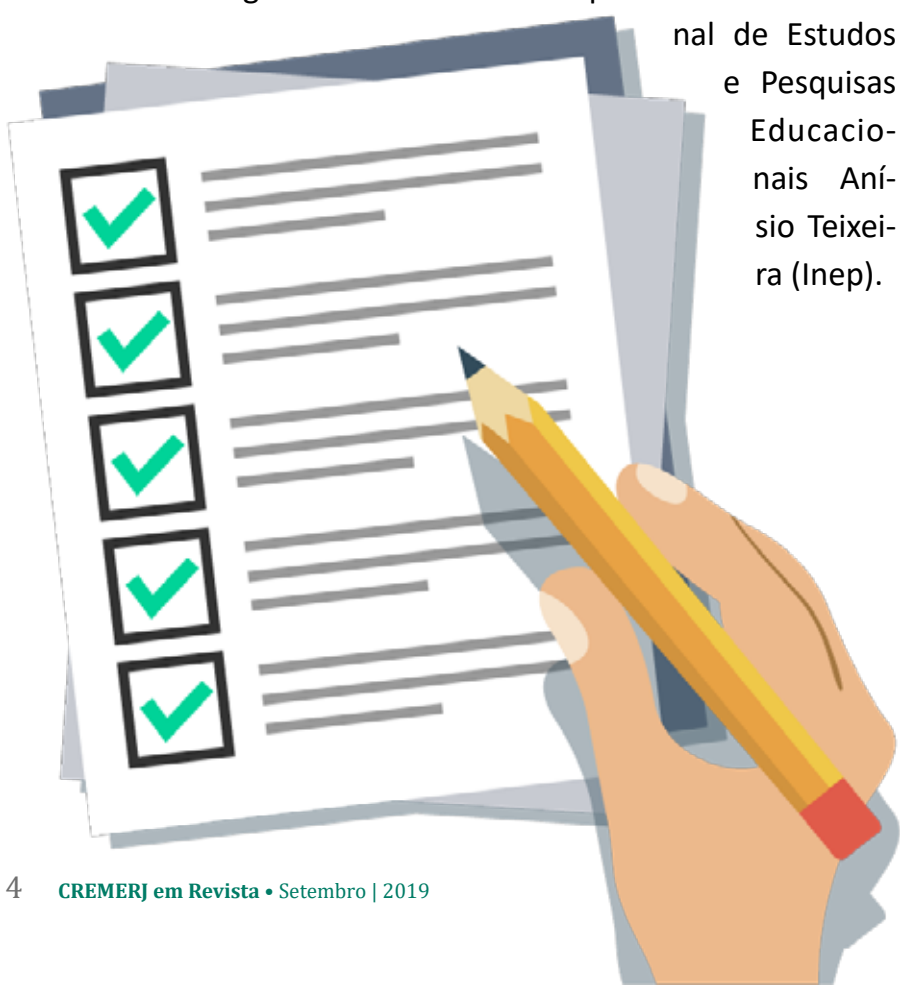 nal de Estudos
e Pesquisas
Educacio-
nais Aní-
sio Teixei-
ra (Inep).
4 CREMERJ em Revista • Setembro | 2019